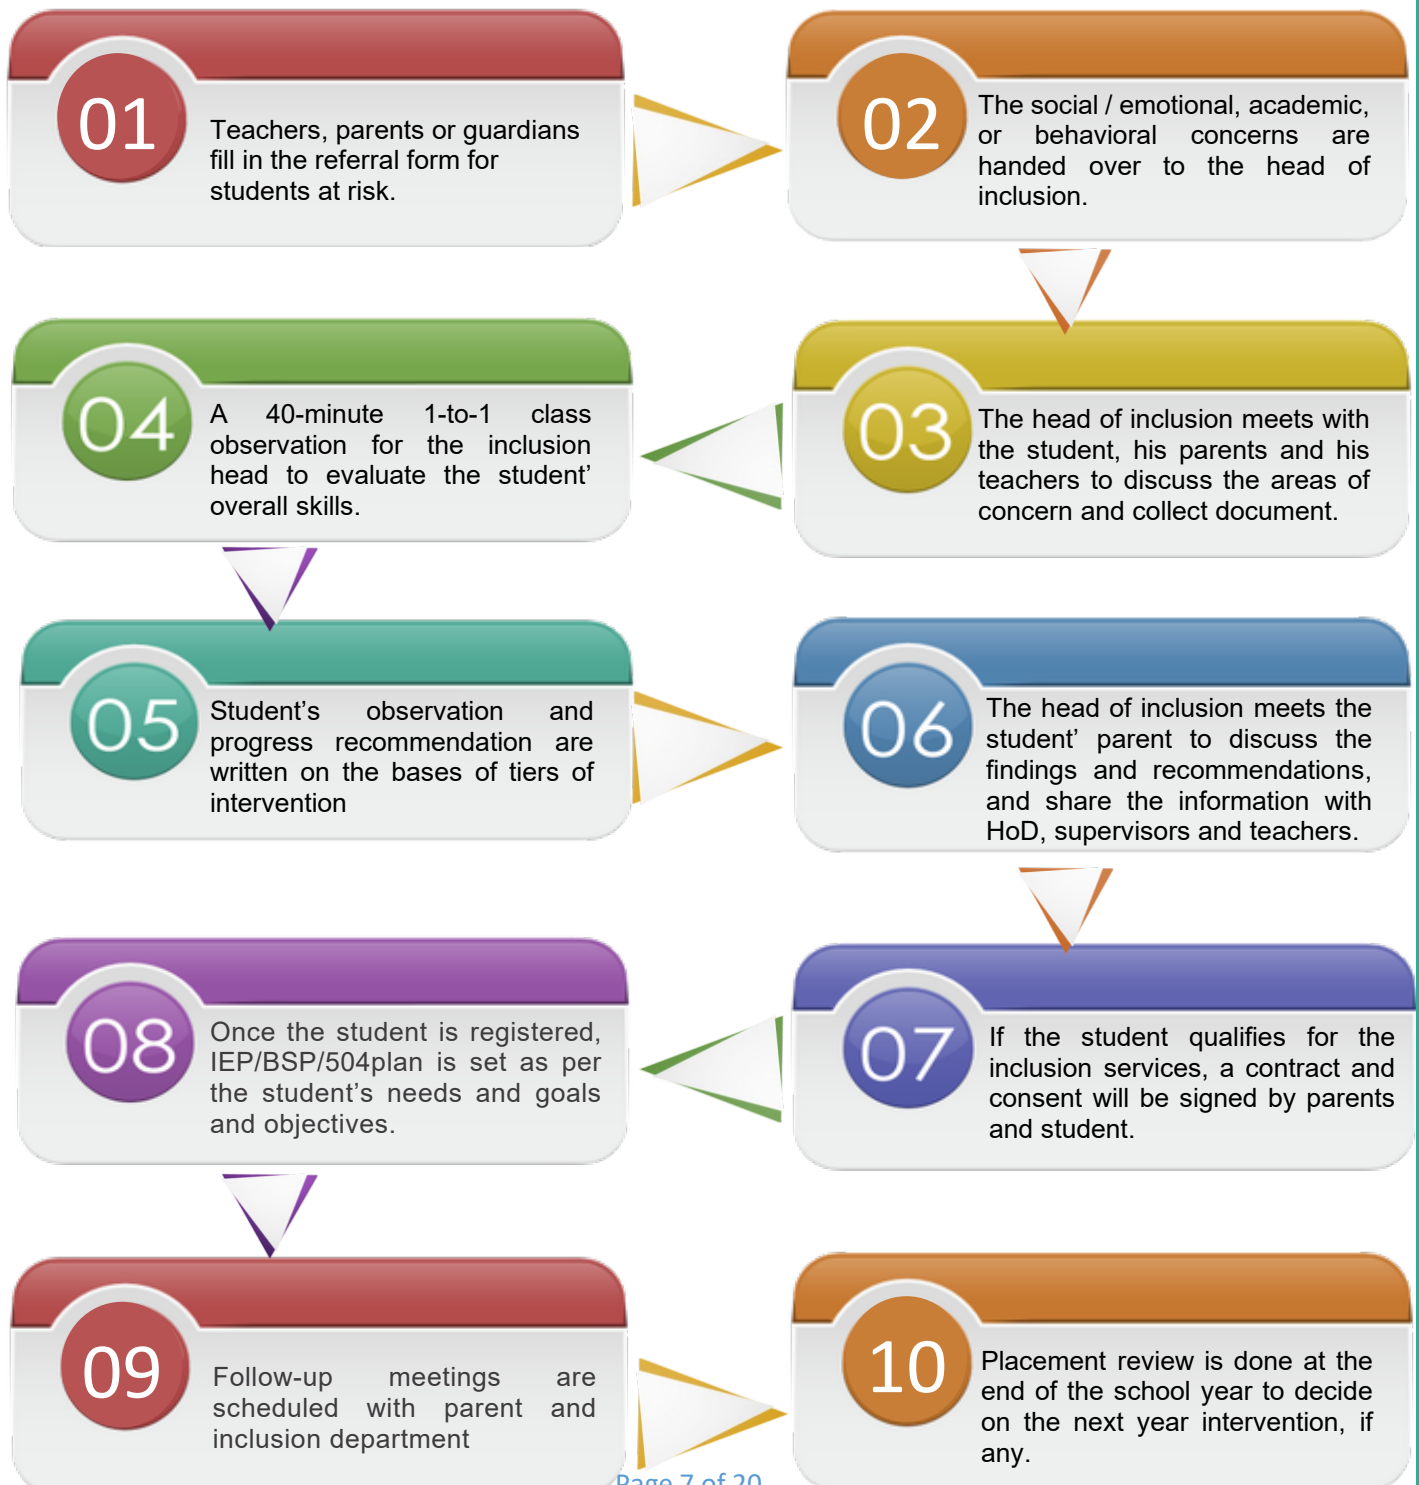 01
Teachers, parents or guardians
fill in the referral form for
students at risk.
02
The social / emotional, academic,
or behavioral concerns are
handed over to the head of
inclusion.
03
The head of inclusion meets with
the student, his parents and his
teachers to discuss the areas of
concern and collect document.
04
A 40-minute 1-to-1 class
observation for the inclusion
head to evaluate the student’
overall skills.
05
Student’s observation and
progress recommendation are
written on the bases of tiers of
intervention
06
The head of inclusion meets the
student’ parent to discuss the
findings and recommendations,
and share the information with
HoD, supervisors and teachers.
07
If the student qualifies for the
inclusion services, a contract and
consent will be signed by parents
and student.
08
Once the student is registered,
IEP/BSP/504plan is set as per
the student’s needs and goals
and objectives.
09
Follow-up meetings are
scheduled with parent and
inclusion department
10
Placement review is done at the
end of the school year to decide
on the next year intervention, if
any.
Page 7 of 20